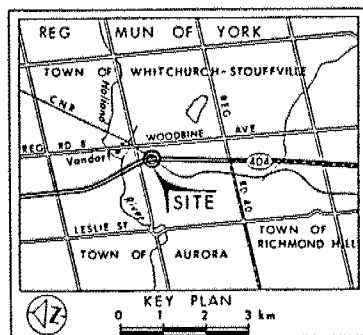 REG MUN OF YORK
TOWN OF WHITCHURCH-STOUFFVILLE
C.N.R.
Holland
REG
WOODBINE AVE
REG RD 8
Vandorf
404
SITE
RD 40
River
LESLIE ST
TOWN OF
RICHMOND HILL
TOWN OF AURORA
Z
KEY PLAN
0 1 2 3 km